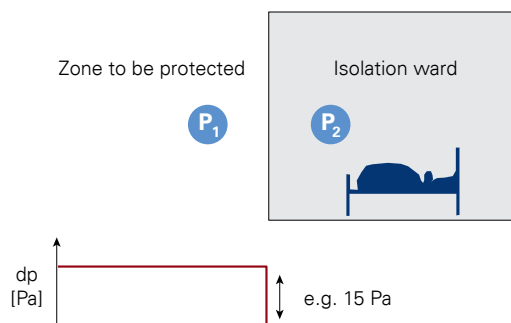 Zone to be protected
Isolation ward
P1
P2
dp
[Pa]
e.g. 15 Pa